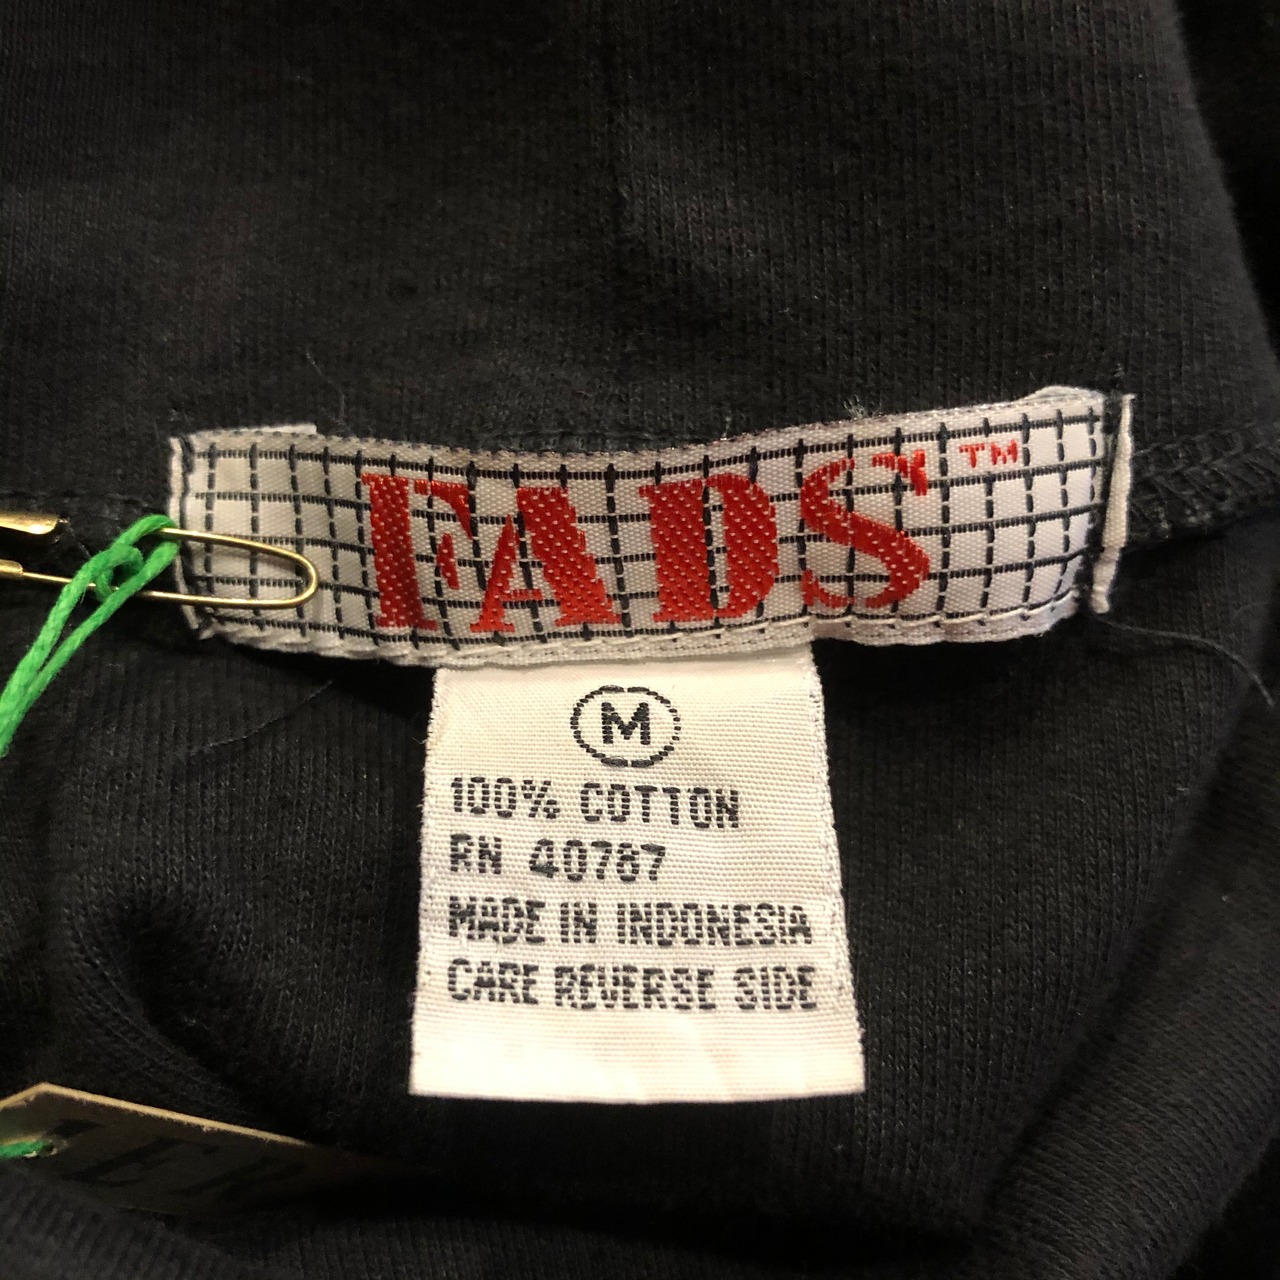 FADS™
M
100% COTTON
RN 40787
MADE IN INDONESIA
CARE REVERSE SIDE